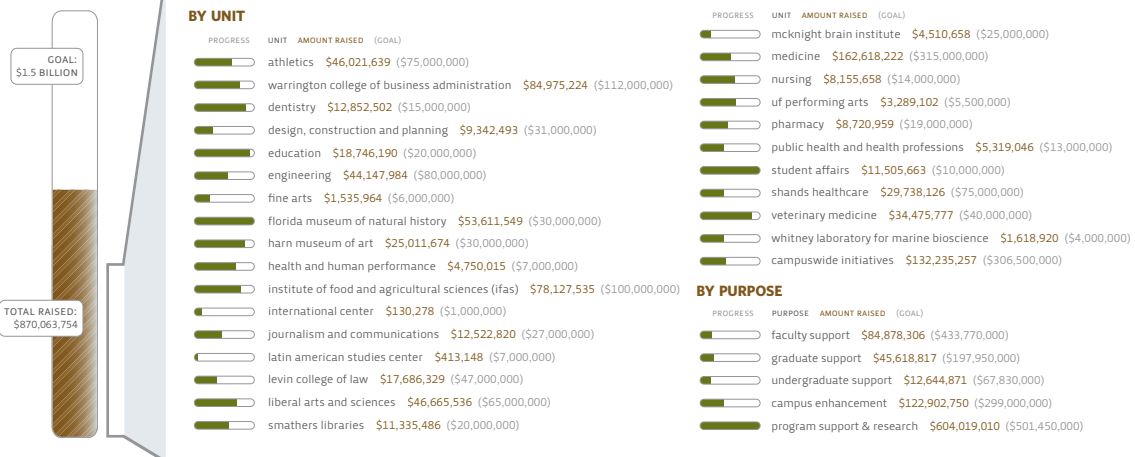 GOAL:
$1.5 BILLION
TOTAL RAISED:
$870,063,754
BY UNIT
PROGRESS UNIT AMOUNT RAISED (GOAL)
athletics $46,021,639 ($75,000,000)
warrington college of business administration $84,975,224 ($112,000,000)
dentistry $12,852,502 ($15,000,000)
design, construction and planning $9,342,493 ($31,000,000)
education $18,746,190 ($20,000,000)
engineering $44,147,984 ($80,000,000)
fine arts $1,535,964 ($6,000,000)
florida museum of natural history $53,611,549 ($30,000,000)
harn museum of art $25,011,674 ($30,000,000)
health and human performance $4,750,015 ($7,000,000)
institute of food and agricultural sciences (ifas) $78,127,535 ($100,000,000)
international center $130,278 ($1,000,000)
journalism and communications $12,522,820 ($27,000,000)
latin american studies center $413,148 ($7,000,000)
levin college of law $17,686,329 ($47,000,000)
liberal arts and sciences $46,665,536 ($65,000,000)
smathers libraries $11,335,486 ($20,000,000)
PROGRESS UNIT AMOUNT RAISED (GOAL)
mcknight brain institute $4,510,658 ($25,000,000)
medicine $162,618,222 ($315,000,000)
nursing $8,155,658 ($14,000,000)
uf performing arts $3,289,102 ($5,500,000)
pharmacy $8,720,959 ($19,000,000)
public health and health professions $5,319,046 ($13,000,000)
student affairs $11,505,663 ($10,000,000)
shands healthcare $29,738,126 ($75,000,000)
veterinary medicine $34,475,777 ($40,000,000)
whitney laboratory for marine bioscience $1,618,920 ($4,000,000)
campuswide initiatives $132,235,257 ($306,500,000)
BY PURPOSE
PROGRESS PURPOSE AMOUNT RAISED (GOAL)
faculty support $84,878,306 ($433,770,000)
graduate support $45,618,817 ($197,950,000)
undergraduate support $12,644,871 ($67,830,000)
campus enhancement $122,902,750 ($299,000,000)
program support & research $604,019,010 ($501,450,000)